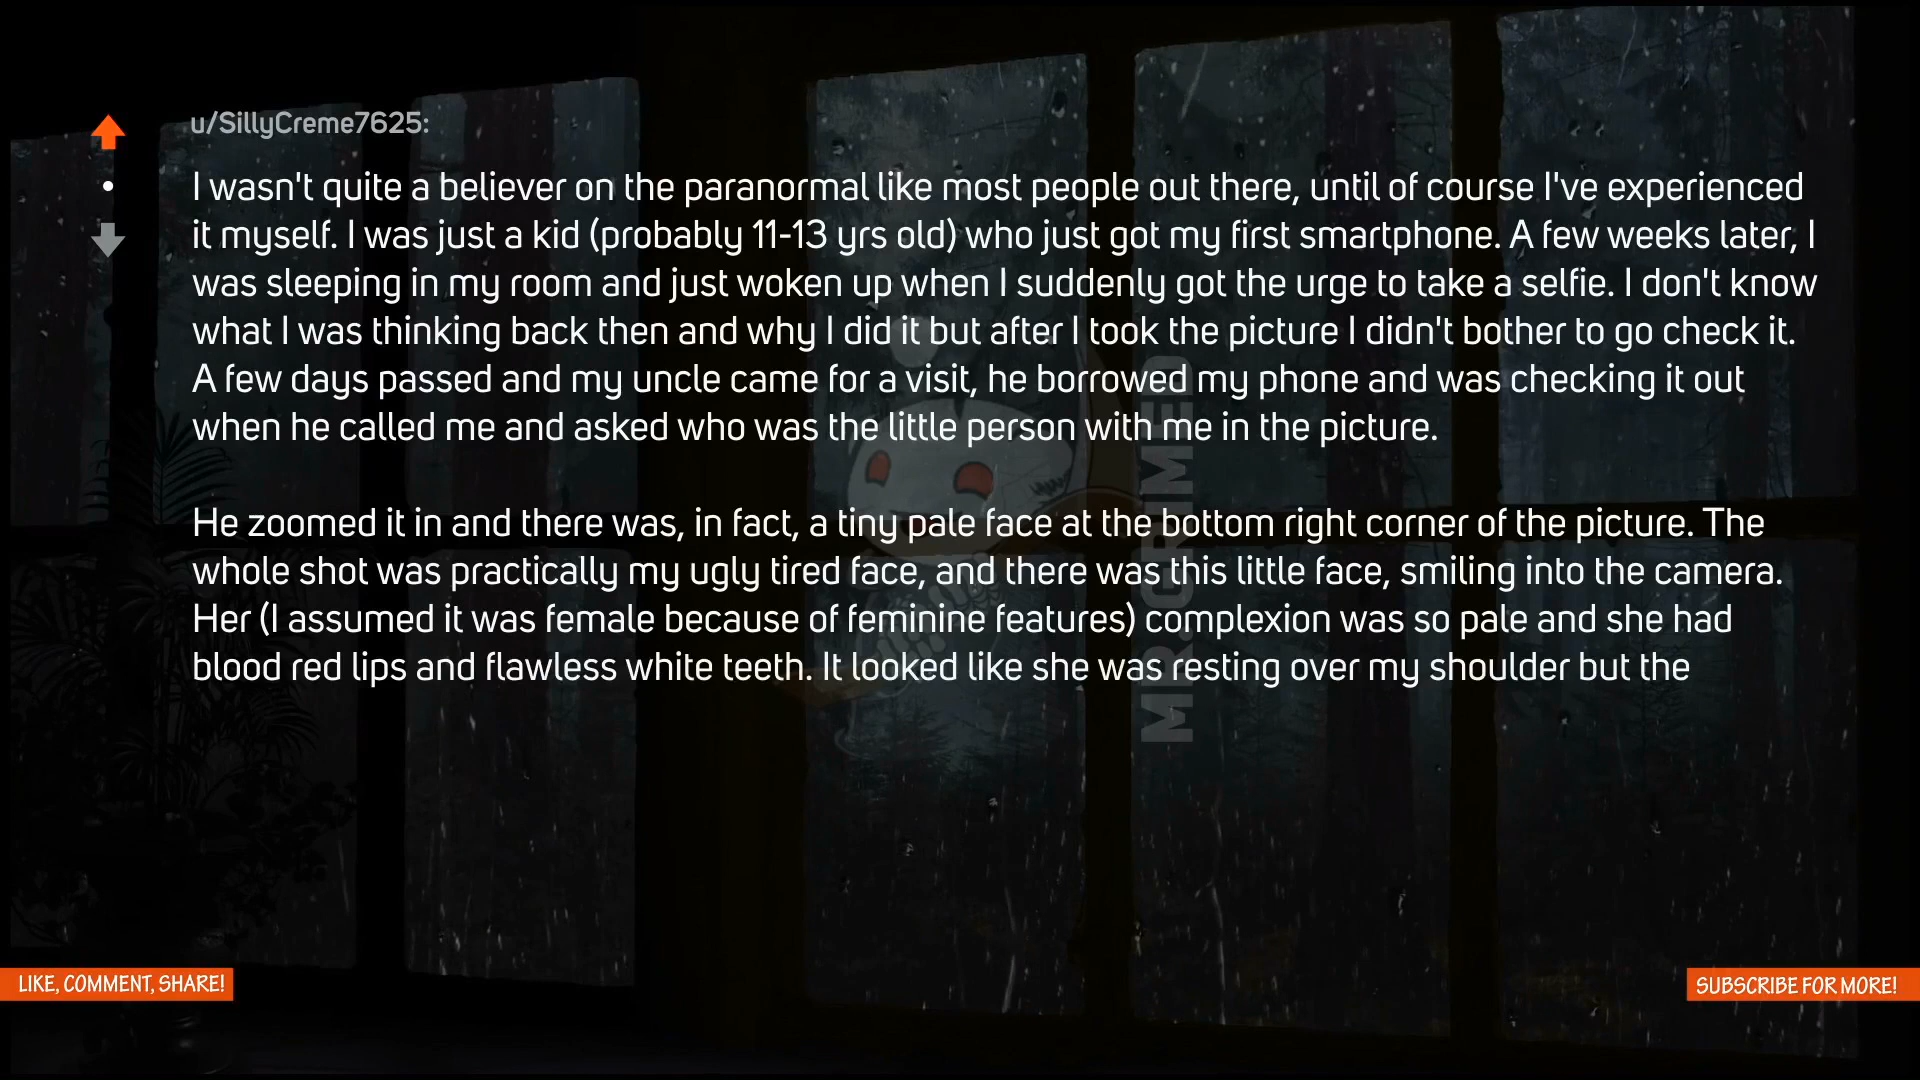 u/SillyCreme7625:
I wasn't quite a believer on the paranormal like most people out there, until of course I've experienced
it myself. I was just a kid (probably 11-13 yrs old) who just got my first smartphone. A few weeks later, I
was sleeping in my room and just woken up when I suddenly got the urge to take a selfie. I don't know
what I was thinking back then and why I did it but after I took the picture I didn't bother to go check it.
A few days passed and my uncle came for a visit, he borrowed my phone and was checking it out
when he called me and asked who was the little person with me in the picture.
He zoomed it in and there was, in fact, a tiny pale face at the bottom right corner of the picture. The
whole shot was practically my ugly tired face, and there was this little face, smiling into the camera.
Her (I assumed it was female because of feminine features) complexion was so pale and she had
blood red lips and flawless white teeth. It looked like she was resting over my shoulder but the
MR.GRIMED
LIKE, COMMENT, SHARE!
SUBSCRIBE FOR MORE!